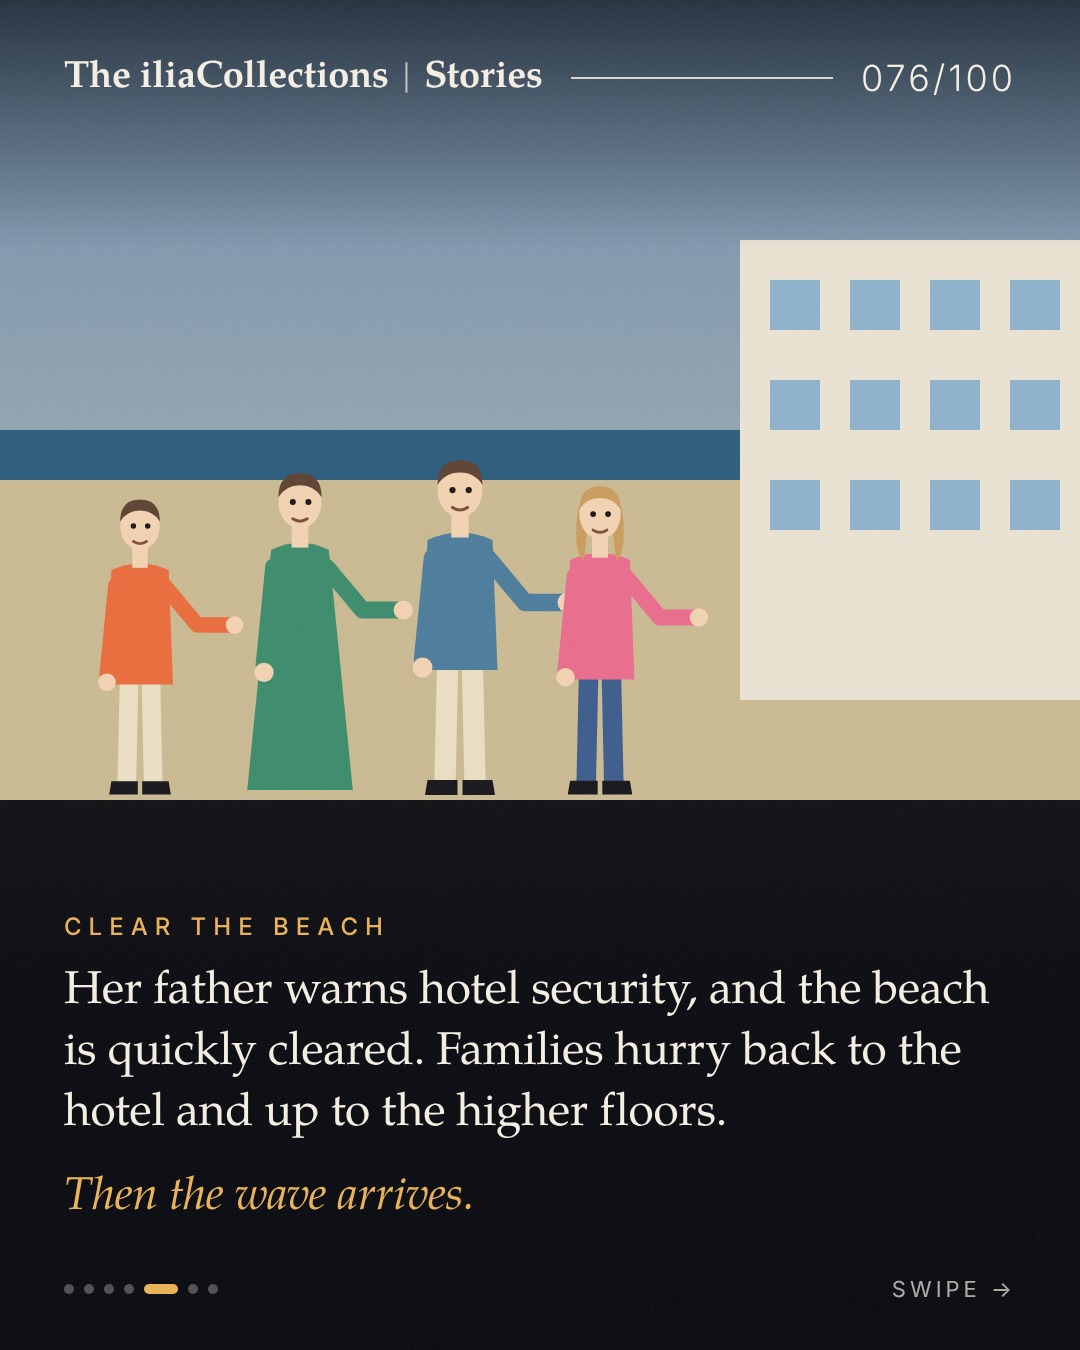 The iliaCollections | Stories 076/100
CLEAR THE BEACH
Her father warns hotel security, and the beach
is quickly cleared. Families hurry back to the
hotel and up to the higher floors.
Then the wave arrives.
SWIPE →